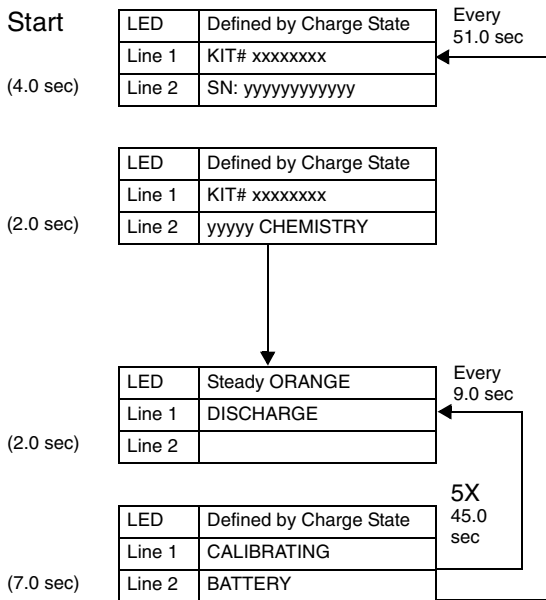 Start
LED Defined by Charge State
Every
51.0 sec
Line 1 KIT# xxxxxxxx
(4.0 sec) Line 2 SN: yyyyyyyyyyyy
LED Defined by Charge State
Line 1 KIT# xxxxxxxx
(2.0 sec) Line 2 yyyyy CHEMISTRY
LED Steady ORANGE
Every
9.0 sec
Line 1 DISCHARGE
(2.0 sec) Line 2
5X
45.0
sec
LED Defined by Charge State
Line 1 CALIBRATING
(7.0 sec) Line 2 BATTERY